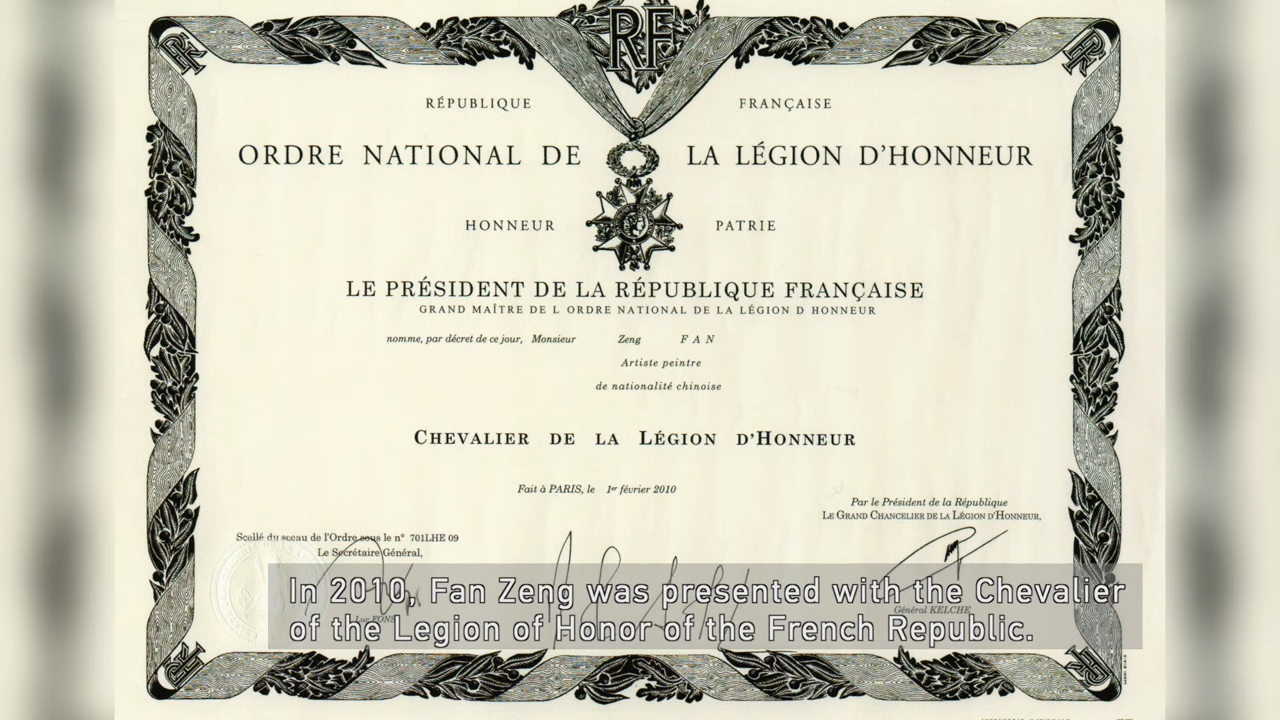 RF
RÉPUBLIQUE FRANÇAISE
ORDRE NATIONAL DE LA LÉGION D'HONNEUR
HONNEUR PATRIE
LE PRÉSIDENT DE LA RÉPUBLIQUE FRANÇAISE
GRAND MAÎTRE DE L ORDRE NATIONAL DE LA LÉGION D HONNEUR
nomme, par décret de ce jour, Monsieur Zeng FAN
Artiste peintre
de nationalité chinoise
CHEVALIER DE LA LÉGION D'HONNEUR
Fait à PARIS, le 1er février 2010
Par le Président de la République
LE GRAND CHANCELIER DE LA LÉGION D'HONNEUR,
Scellé du sceau de l'Ordre sous le n° 701LHE 09
Le Secrétaire Général,
Général KELCHE
In 2010, Fan Zeng was presented with the Chevalier
of the Legion of Honor of the French Republic.